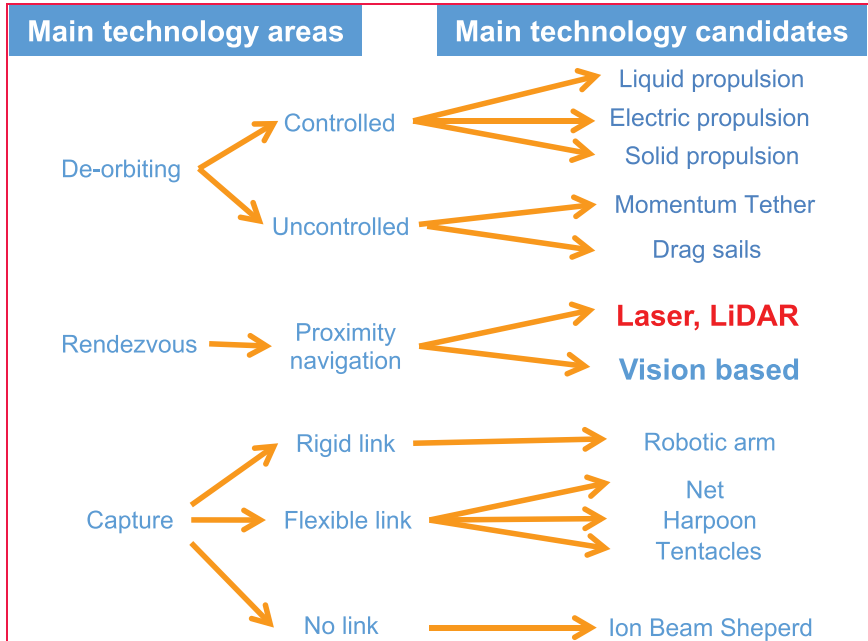 Main technology areas
Main technology candidates
De-orbiting
Controlled
Liquid propulsion
Electric propulsion
Solid propulsion
Uncontrolled
Momentum Tether
Drag sails
Rendezvous
Proximity
navigation
Laser, LiDAR
Vision based
Capture
Rigid link
Robotic arm
Flexible link
Net
Harpoon
Tentacles
No link
Ion Beam Sheperd